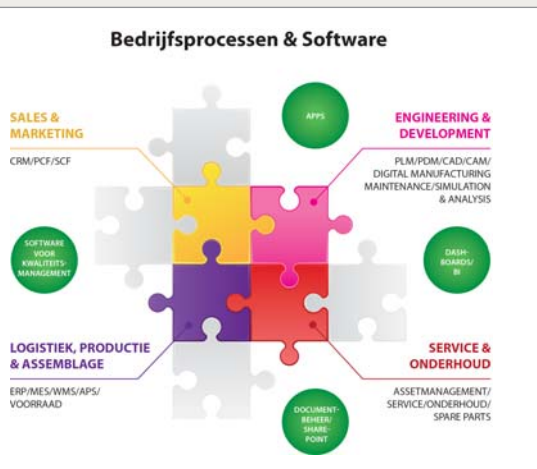 Bedrijfsprocessen & Software
SALES &
MARKETING
CRM/PCF/SCF
APPS
ENGINEERING &
DEVELOPMENT
PLM/PDM/CAD/CAM/
DIGITAL MANUFACTURING
MAINTENANCE/SIMULATION
& ANALYSIS
SOFTWARE
VOOR
KWALITEITS-
MANAGEMENT
DASH-
BOARDS/
BI
LOGISTIEK, PRODUCTIE
& ASSEMBLAGE
ERP/MES/WMS/APS/
VOORRAAD
SERVICE &
ONDERHOUD
ASSETMANAGEMENT/
SERVICE/ONDERHOUD/
SPARE PARTS
DOCUMENT-
BEHEER/
SHARE-
POINT